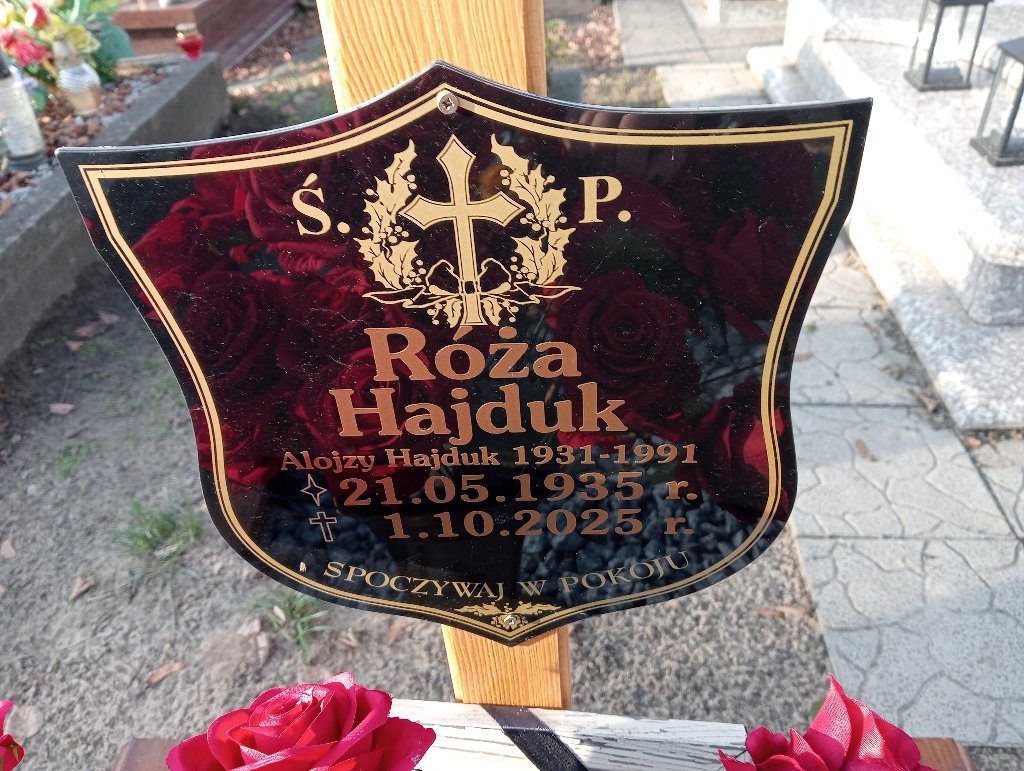 Ś. P.
Róża
Hajduk
Alojzy Hajduk 1931-1991
21.05.1935 r.
1.10.2025 r.
SPOCZYWAJ W POKOJU